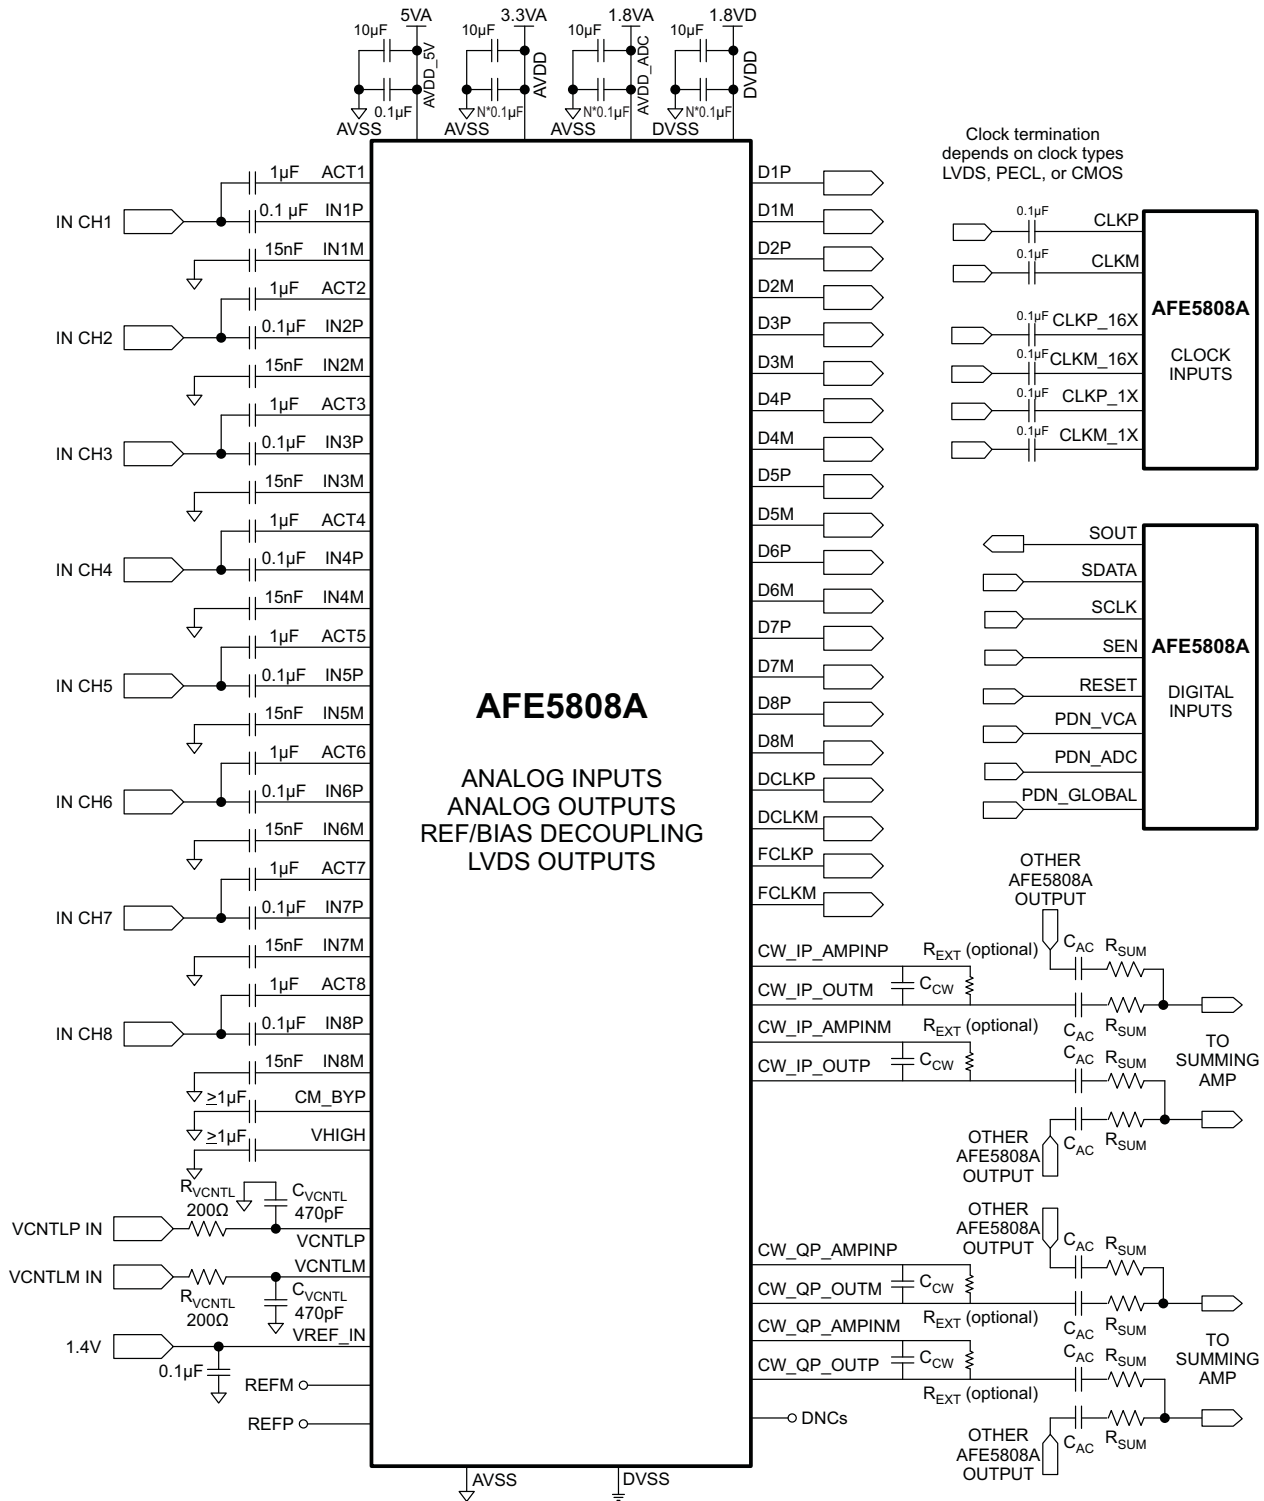 5VA
3.3VA
1.8VA
1.8VD
10µF
10µF
10µF
10µF
AVDD_5V
AVDD
AVDD_ADC
DVDD
0.1µF
N*0.1µF
N*0.1µF
N*0.1µF
AVSS
AVSS
AVSS
DVSS
IN CH1
1µF ACT1
0.1 µF IN1P
15nF IN1M
IN CH2
1µF ACT2
0.1µF IN2P
15nF IN2M
IN CH3
1µF ACT3
0.1µF IN3P
15nF IN3M
IN CH4
1µF ACT4
0.1µF IN4P
15nF IN4M
IN CH5
1µF ACT5
0.1µF IN5P
15nF IN5M
IN CH6
1µF ACT6
0.1µF IN6P
15nF IN6M
IN CH7
1µF ACT7
0.1µF IN7P
15nF IN7M
IN CH8
1µF ACT8
0.1µF IN8P
15nF IN8M
≥1µF CM_BYP
≥1µF VHIGH
RVCNTL
200Ω
CVCNTL
470pF
VCNTLP IN
VCNTLP
VCNTLM IN
VCNTLM
RVCNTL
200Ω
CVCNTL
470pF
1.4V
VREF_IN
0.1µF
REFM
REFP
AFE5808A
ANALOG INPUTS
ANALOG OUTPUTS
REF/BIAS DECOUPLING
LVDS OUTPUTS
AVSS
DVSS
D1P
D1M
D2P
D2M
D3P
D3M
D4P
D4M
D5P
D5M
D6P
D6M
D7P
D7M
D8P
D8M
DCLKP
DCLKM
FCLKP
FCLKM
CW_IP_AMPINP
REXT (optional)
CCW
CW_IP_OUTM
CW_IP_AMPINM
REXT (optional)
CCW
CW_IP_OUTP
OTHER
AFE5808A
OUTPUT
CAC RSUM
CAC RSUM
CAC RSUM
CAC RSUM
TO
SUMMING
AMP
OTHER
AFE5808A
OUTPUT
CW_QP_AMPINP
CCW
CW_QP_OUTM
REXT (optional)
CW_QP_AMPINM
CCW
CW_QP_OUTP
REXT (optional)
OTHER
AFE5808A
OUTPUT
CAC RSUM
CAC RSUM
CAC RSUM
CAC RSUM
TO
SUMMING
AMP
OTHER
AFE5808A
OUTPUT
DNCs
Clock termination
depends on clock types
LVDS, PECL, or CMOS
0.1µF CLKP
0.1µF CLKM
0.1µF CLKP_16X
0.1µF CLKM_16X
0.1µF CLKP_1X
0.1µF CLKM_1X
AFE5808A
CLOCK
INPUTS
SOUT
SDATA
SCLK
SEN
RESET
PDN_VCA
PDN_ADC
PDN_GLOBAL
AFE5808A
DIGITAL
INPUTS